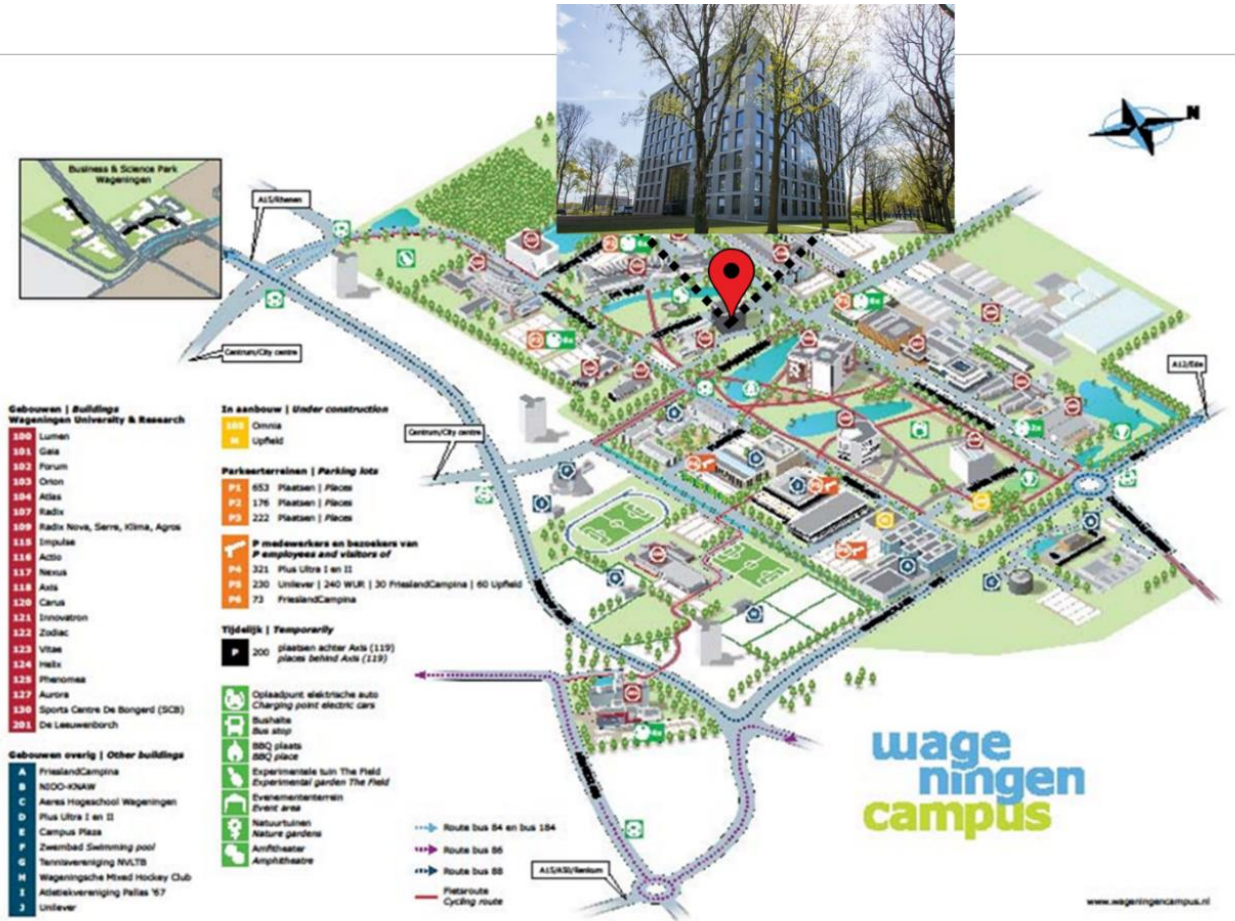 N
Business & Science Park
Wageningen
A15/Rhenen
Centrum/City centre
Centrum/City centre
A12/Ede
Gebouwen | Buildings
Wageningen University & Research
100 Lumen
101 Gaia
102 Forum
103 Orion
104 Atlas
107 Radix
109 Radix Nova, Serre, Klima, Agros
115 Impulse
116 Actio
117 Nexus
118 Axis
120 Carus
121 Innovatron
122 Zodiac
123 Vitae
124 Helix
125 Phenomea
127 Aurora
130 Sports Centre De Bongerd (SCB)
201 De Leeuwenborch
Gebouwen overig | Other buildings
A FrieslandCampina
B NIOO-KNAW
C Aeres Hogeschool Wageningen
D Plus Ultra I en II
E Campus Plaza
F Zwembad Swimming pool
G Tennisvereniging NVLTB
H Wageningsche Mixed Hockey Club
I Atletiekvereniging Pallas '67
J Unilever
In aanbouw | Under construction
Omnia
Upfield
Parkeerterreinen | Parking lots
P1 653 Plaatsen | Places
P2 176 Plaatsen | Places
P3 222 Plaatsen | Places
P medewerkers en bezoekers van
P employees and visitors of
P4 321 Plus Ultra I en II
P5 230 Unilever | 240 WUR | 30 FrieslandCampina | 60 Upfield
P6 73 FrieslandCampina
Tijdelijk | Temporarily
P 200 plaatsen achter Axis (119)
places behind Axis (119)
Oplaadpunt elektrische auto
Charging point electric cars
Bushalte
Bus stop
BBQ plaats
BBQ place
Experimentele tuin The Field
Experimental garden The Field
Evenemententerrein
Event area
Natuurtuinen
Nature gardens
Amfitheater
Amphitheatre
Route bus 84 en bus 184
Route bus 86
Route bus 88
Fietsroute
Cycling route
A15/A50/Renkum
wage
ningen
campus
www.wageningencampus.nl